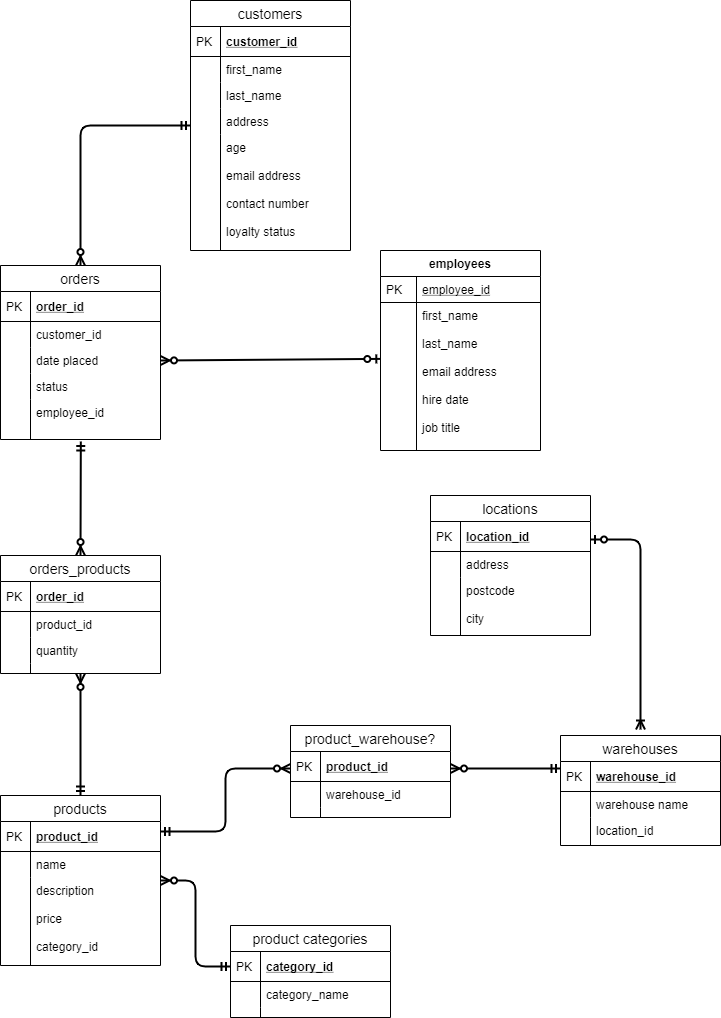 customers
PK customer_id
first_name
last_name
address
age
email address
contact number
loyalty status
employees
PK employee_id
first_name
last_name
email address
hire date
job title
orders
PK order_id
customer_id
date placed
status
employee_id
locations
PK location_id
address
postcode
city
orders_products
PK order_id
product_id
quantity
product_warehouse?
PK product_id
warehouse_id
warehouses
PK warehouse_id
warehouse name
location_id
products
PK product_id
name
description
price
category_id
product categories
PK category_id
category_name